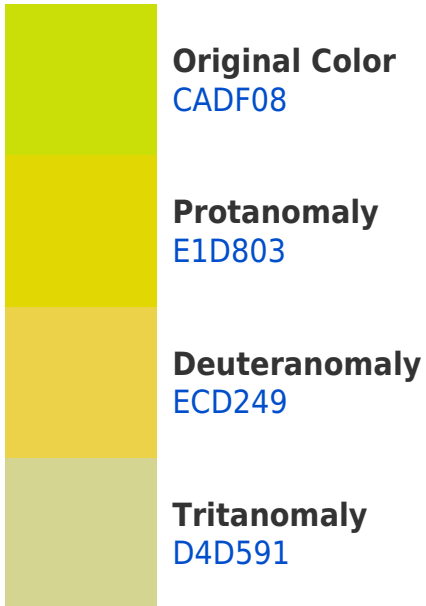 Original Color
CADF08
Protanomaly
E1D803
Deuteranomaly
ECD249
Tritanomaly
D4D591